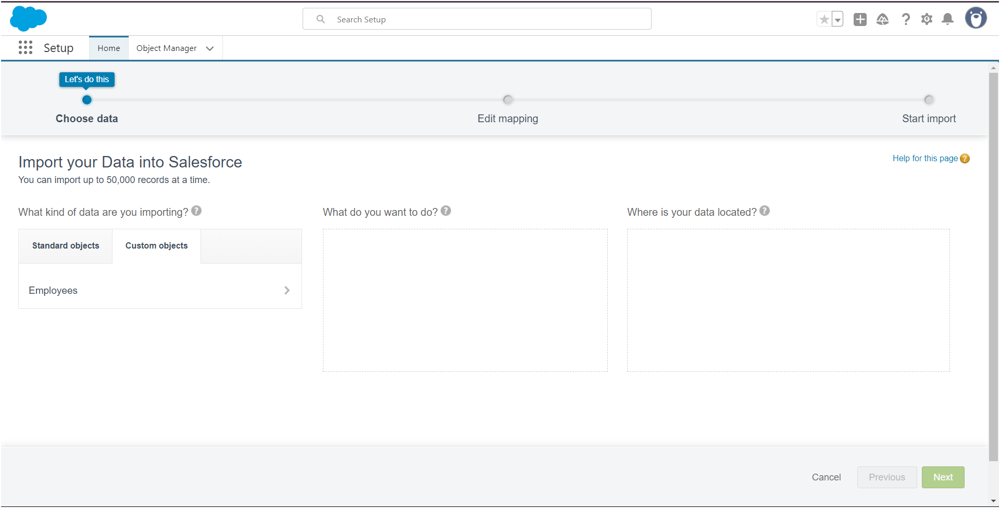 Search Setup
Setup
Home
Object Manager
Let's do this
Choose data
Edit mapping
Start import
Import your Data into Salesforce
Help for this page
You can import up to 50,000 records at a time.
What kind of data are you importing?
What do you want to do?
Where is your data located?
Standard objects
Custom objects
Employees
Cancel
Previous
Next